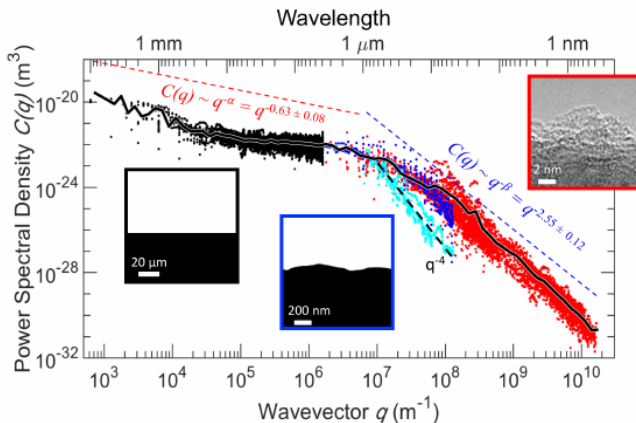 Wavelength
1 mm
1 μm
1 nm
Power Spectral Density C(q) (m³)
10⁻²⁰
10⁻²⁴
10⁻²⁸
10⁻³²
C(q) ~ q^-α = q^-0.63 ± 0.08
C(q) ~ q^-β = q^-2.55 ± 0.12
2 nm
20 μm
200 nm
q⁻⁴
10³
10⁴
10⁵
10⁶
10⁷
10⁸
10⁹
10¹⁰
Wavevector q (m⁻¹)